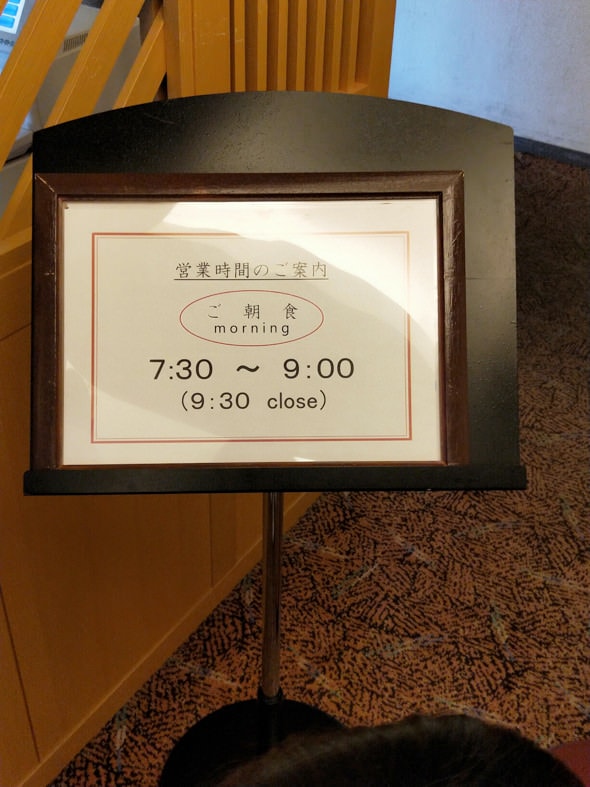 営業時間のご案内
ご 朝 食
morning
7:30 ～ 9:00
(9:30 close)